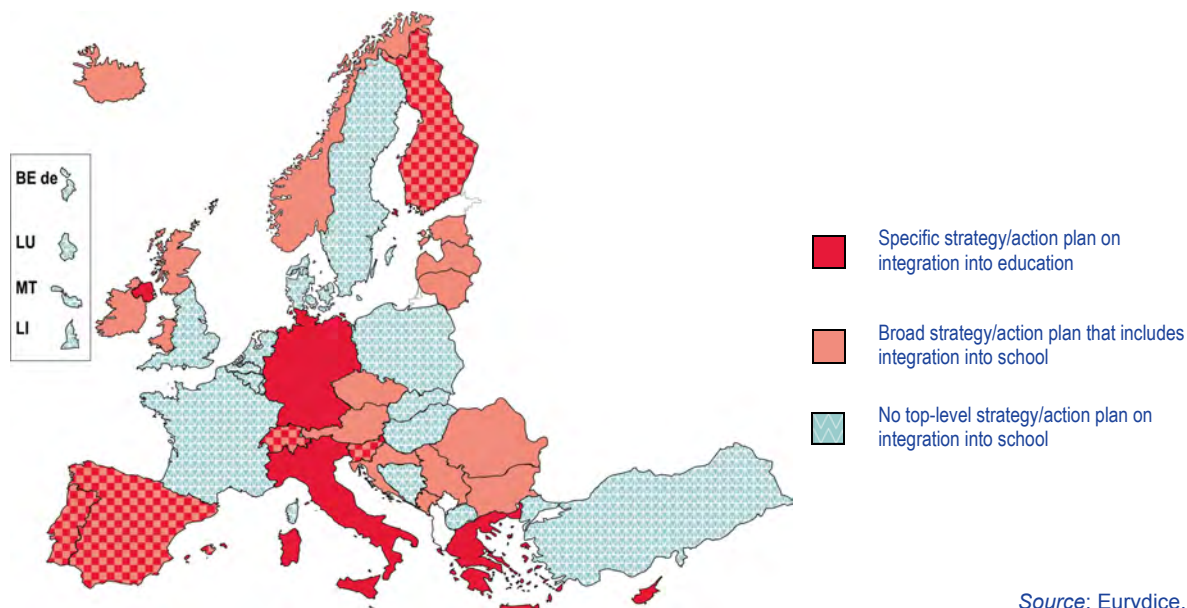 BE de
LU
MT
LI
Specific strategy/action plan on
integration into education
Broad strategy/action plan that includes
integration into school
No top-level strategy/action plan on
integration into school
Source: Eurydice.